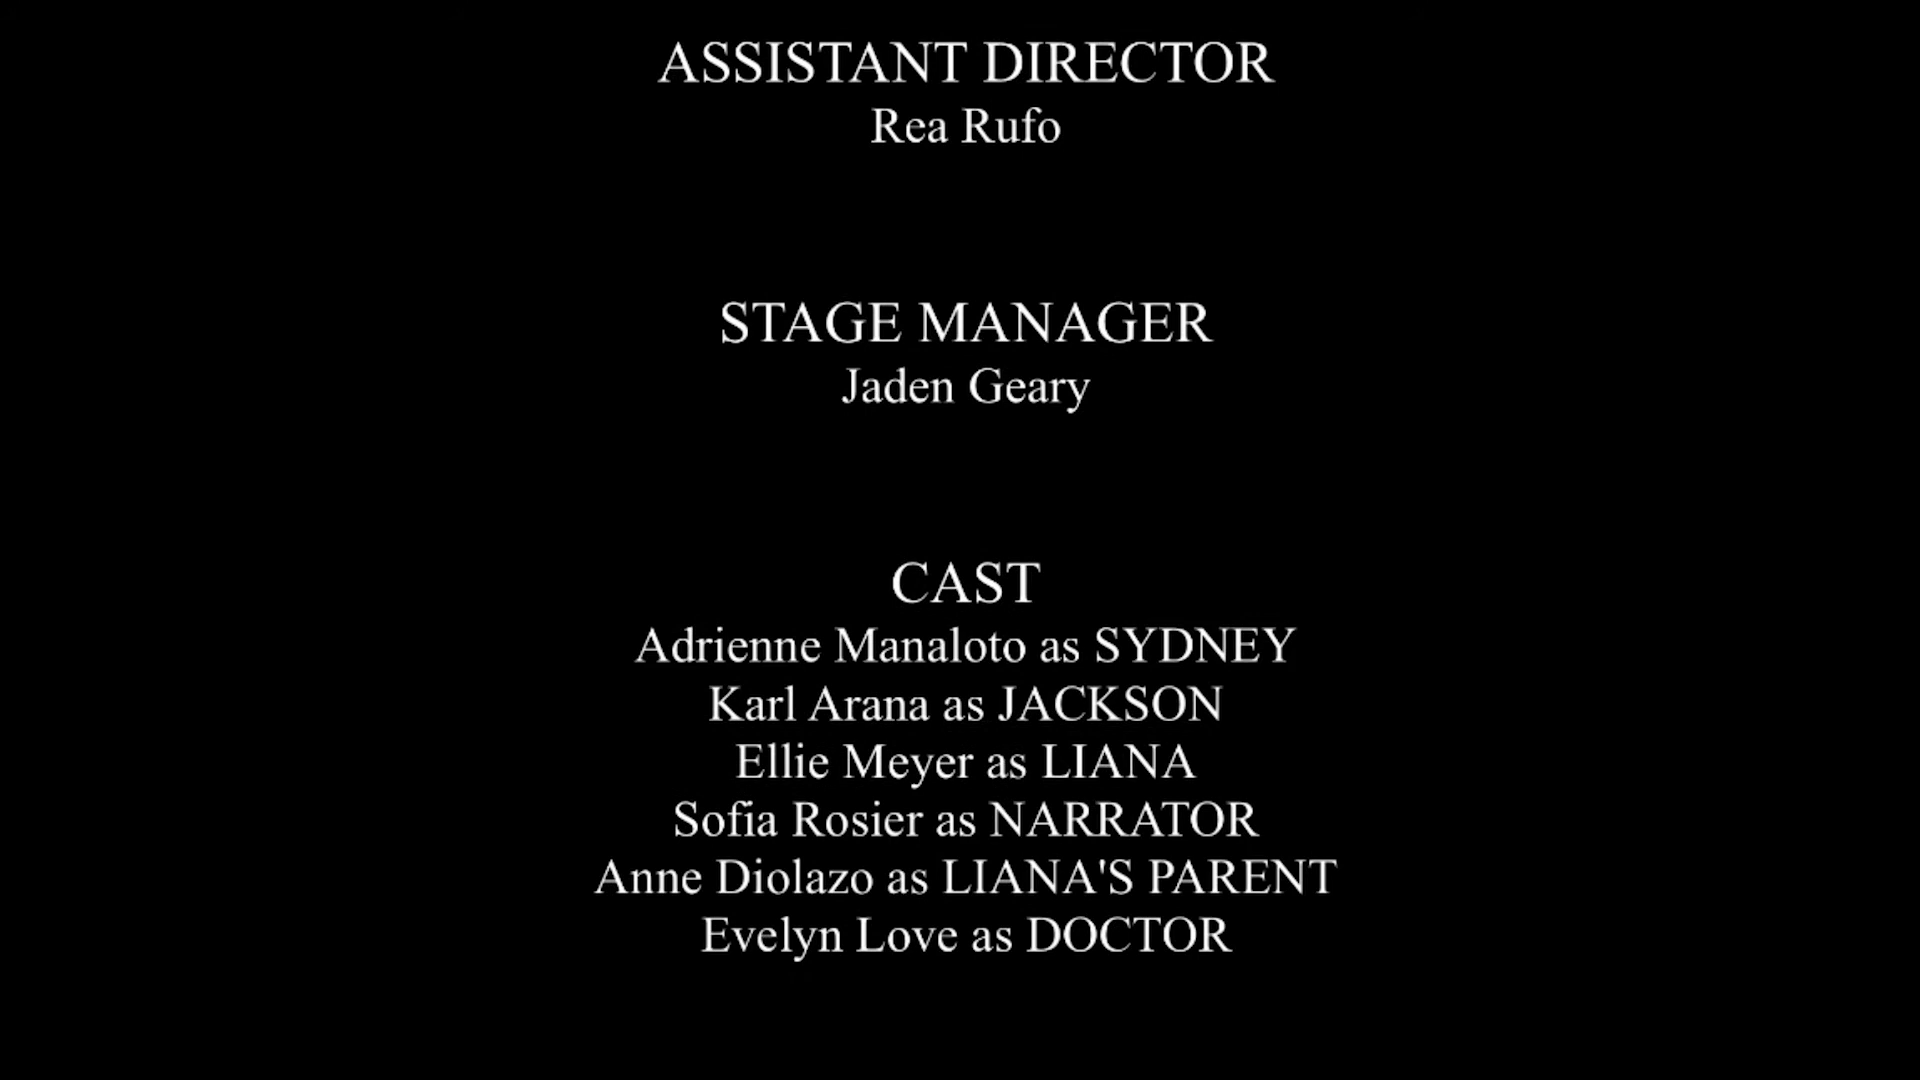 ASSISTANT DIRECTOR
Rea Rufo
STAGE MANAGER
Jaden Geary
CAST
Adrienne Manaloto as SYDNEY
Karl Arana as JACKSON
Ellie Meyer as LIANA
Sofia Rosier as NARRATOR
Anne Diolazo as LIANA'S PARENT
Evelyn Love as DOCTOR